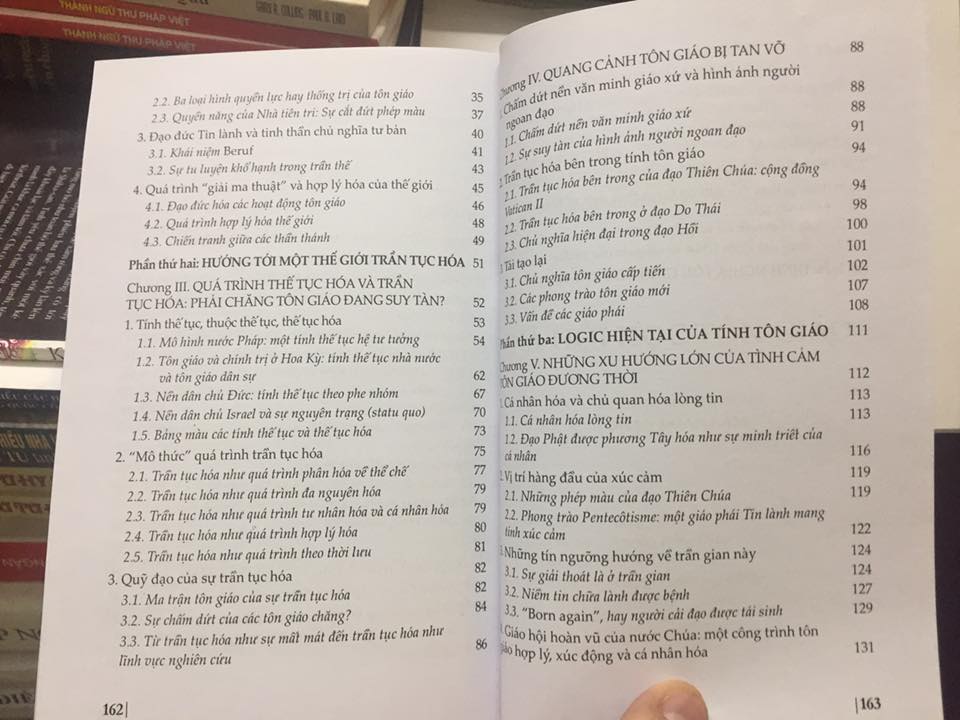 THÀNH NGỮ THƯ PHÁP VIỆT
THÀNH NGỮ THƯ PHÁP VIỆT
GARY R. COLLINS - PAUL D.
2.2. Ba loại hình quyền lực hay thống trị của tôn giáo 35
2.3. Quyền năng của Nhà tiên tri: Sự cắt đứt phép màu 37
3. Đạo đức Tin lành và tinh thần chủ nghĩa tư bản 40
3.1. Khái niệm Beruf 41
3.2. Sự tu luyện khổ hạnh trong trần thế 43
4. Quá trình “giải ma thuật” và hợp lý hóa của thế giới 45
4.1. Đạo đức hóa các hoạt động tôn giáo 46
4.2. Quá trình hợp lý hóa thế giới 48
4.3. Chiến tranh giữa các thần thánh 49
Phần thứ hai: HƯỚNG TỚI MỘT THẾ GIỚI TRẦN TỤC HÓA 51
Chương III. QUÁ TRÌNH THẾ TỤC HÓA VÀ TRẦN
TỤC HÓA: PHẢI CHĂNG TÔN GIÁO ĐANG SUY TÀN? 52
1. Tính thế tục, thuộc thế tục, thế tục hóa 53
1.1. Mô hình nước Pháp: một tính thế tục hệ tư tưởng 54
1.2. Tôn giáo và chính trị ở Hoa Kỳ: tính thế tục nhà nước
và tôn giáo dân sự 62
1.3. Nền dân chủ Đức: tính thế tục theo phe nhóm 67
1.4. Nền dân chủ Israel và sự nguyên trạng (statu quo) 70
1.5. Bảng màu các tính thế tục và thế tục hóa 73
2. “Mô thức” quá trình trần tục hóa 75
2.1. Trần tục hóa như quá trình phân hóa về thể chế 77
2.2. Trần tục hóa như quá trình đa nguyên hóa 79
2.3. Trần tục hóa như quá trình tư nhân hóa và cá nhân hóa 79
2.4. Trần tục hóa như quá trình hợp lý hóa 80
2.5. Trần tục hóa như quá trình theo thời lưu 81
3. Quỹ đạo của sự trần tục hóa 82
3.1. Ma trận tôn giáo của sự trần tục hóa 82
3.2. Sự chấm dứt của các tôn giáo chăng? 84
3.3. Từ trần tục hóa như sự mất mát đến trần tục hóa như
lĩnh vực nghiên cứu 86
162|
Chương IV. QUANG CẢNH TÔN GIÁO BỊ TAN VỠ 88
Chấm dứt nền văn minh giáo xứ và hình ảnh người
ngoan đạo 88
1.1. Chấm dứt nền văn minh giáo xứ 88
1.2. Sự suy tàn của hình ảnh người ngoan đạo 91
2. Trần tục hóa bên trong tính tôn giáo 94
2.1. Trần tục hóa bên trong của đạo Thiên Chúa: cộng đồng
Vatican II 94
2.2. Trần tục hóa bên trong ở đạo Do Thái 98
2.3. Chủ nghĩa hiện đại trong đạo Hồi 100
3. Tái tạo lại 101
3.1. Chủ nghĩa tôn giáo cấp tiến 102
3.2. Các phong trào tôn giáo mới 107
3.3. Vấn đề các giáo phái 108
Phần thứ ba: LOGIC HIỆN TẠI CỦA TÍNH TÔN GIÁO 111
Chương V. NHỮNG XU HƯỚNG LỚN CỦA TÌNH CẢM
TÔN GIÁO ĐƯƠNG THỜI 112
1. Cá nhân hóa và chủ quan hóa lòng tin 113
1.1. Cá nhân hóa lòng tin 113
1.2. Đạo Phật được phương Tây hóa như sự minh triết của
cá nhân 116
2. Vị trí hàng đầu của xúc cảm 119
2.1. Những phép màu của đạo Thiên Chúa 119
2.2. Phong trào Pentecôtisme: một giáo phái Tin lành mang
tính xúc cảm 122
Những tín ngưỡng hướng về trần gian này 124
3.1. Sự giải thoát là ở trần gian 124
3.2. Niềm tin chữa lành được bệnh 127
3.3. “Born again”, hay người cải đạo được tái sinh 129
Giáo hội hoàn vũ của nước Chúa: một công trình tôn
giáo hợp lý, xúc động và cá nhân hóa 131
|163